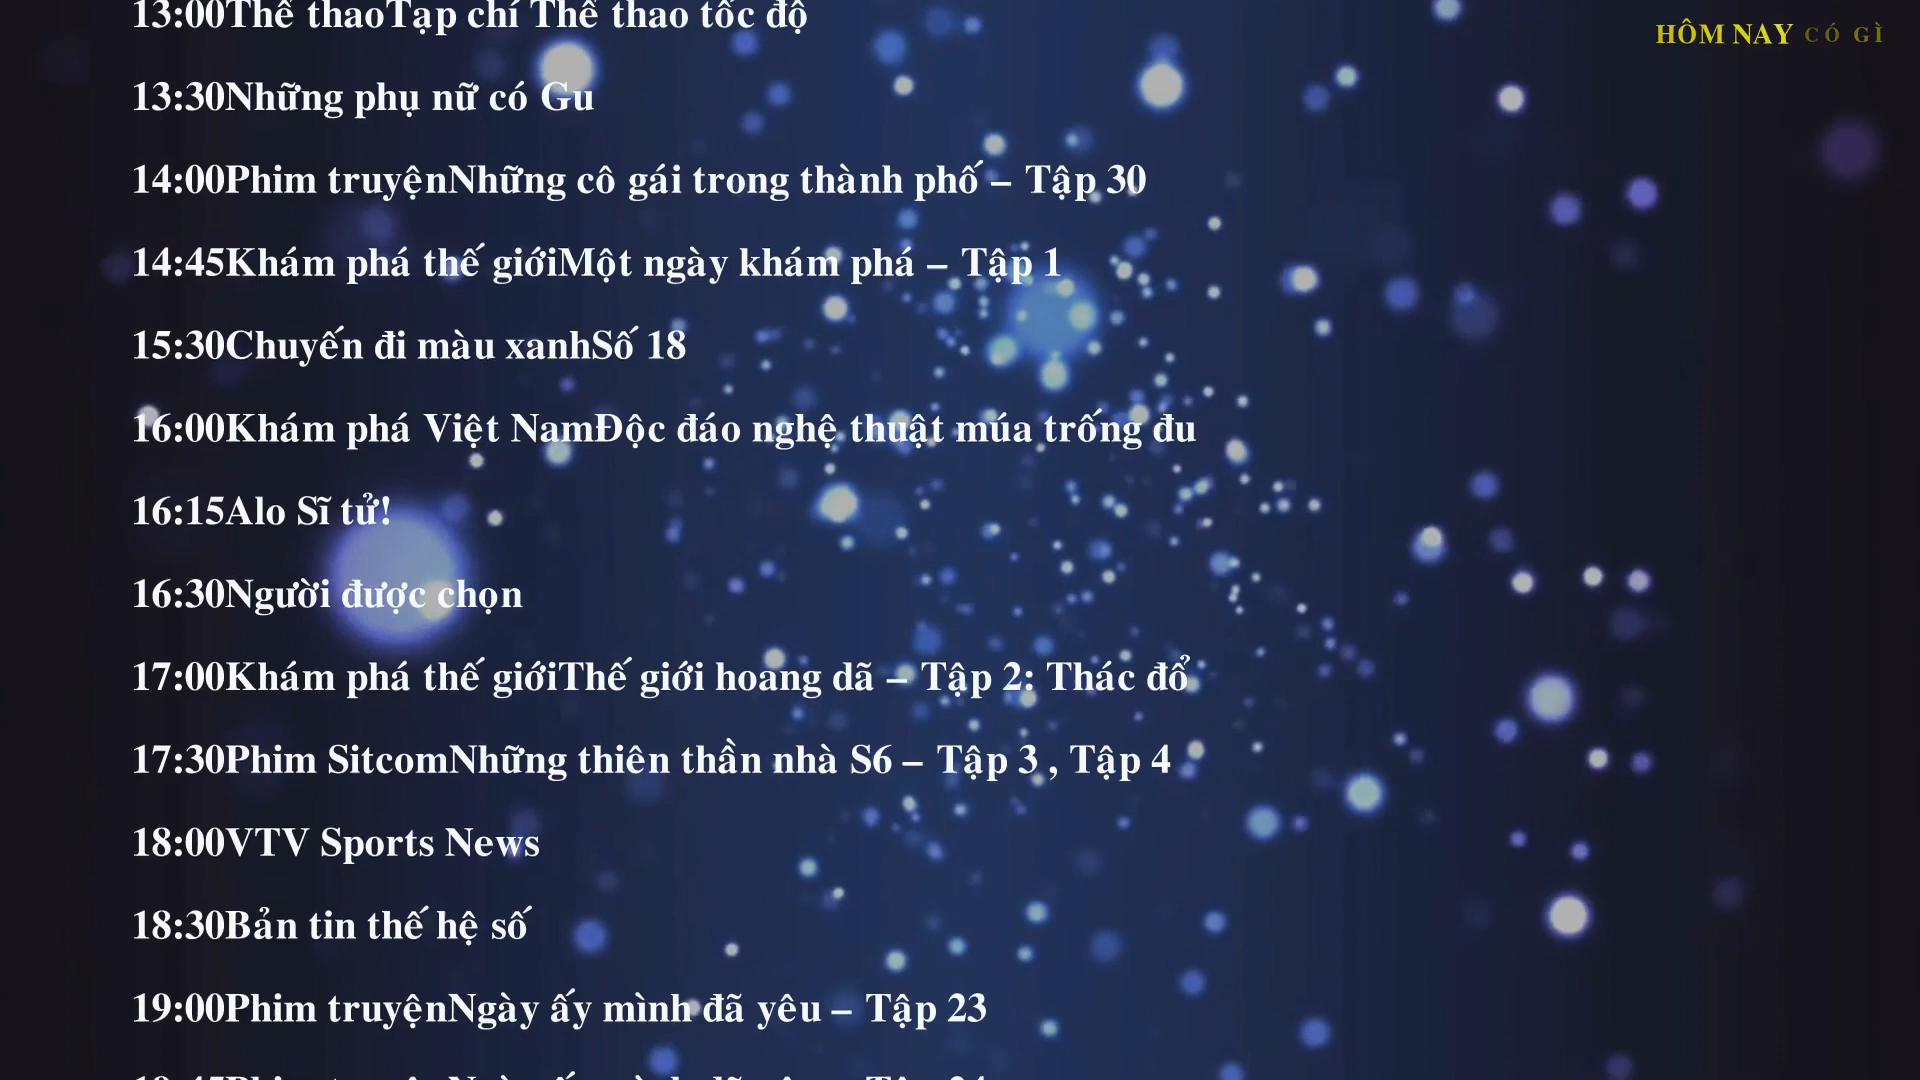 13:00Thể thaoTạp chí Thể thao tốc độ
HÔM NAY CÓ GÌ
13:30Những phụ nữ có Gu
14:00Phim truyệnNhững cô gái trong thành phố – Tập 30
14:45Khám phá thế giớiMột ngày khám phá – Tập 1
15:30Chuyến đi màu xanhSố 18
16:00Khám phá Việt NamĐộc đáo nghệ thuật múa trống đu
16:15Alo Sĩ tử!
16:30Người được chọn
17:00Khám phá thế giớiThế giới hoang dã – Tập 2: Thác đổ
17:30Phim SitcomNhững thiên thần nhà S6 – Tập 3 , Tập 4
18:00VTV Sports News
18:30Bản tin thế hệ số
19:00Phim truyệnNgày ấy mình đã yêu – Tập 23